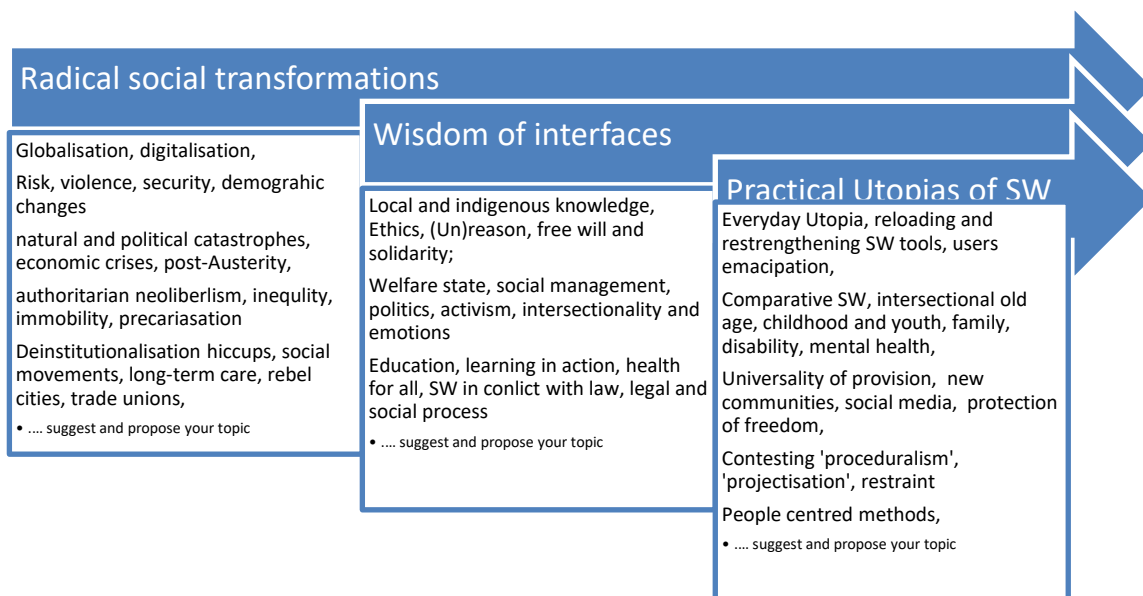 Radical social transformations
Globalisation, digitalisation,
Risk, violence, security, demograhic
changes
natural and political catastrophes,
economic crises, post-Austerity,
authoritarian neoliberlism, inequlity,
immobility, precariasation
Deinstitutionalisation hiccups, social
movements, long-term care, rebel
cities, trade unions,
• .... suggest and propose your topic
Wisdom of interfaces
Local and indigenous knowledge,
Ethics, (Un)reason, free will and
solidarity;
Welfare state, social management,
politics, activism, intersectionality and
emotions
Education, learning in action, health
for all, SW in conlict with law, legal and
social process
• .... suggest and propose your topic
Practical Utopias of SW
Everyday Utopia, reloading and
restrengthening SW tools, users
emacipation,
Comparative SW, intersectional old
age, childhood and youth, family,
disability, mental health,
Universality of provision, new
communities, social media, protection
of freedom,
Contesting 'proceduralism',
'projectisation', restraint
People centred methods,
• .... suggest and propose your topic